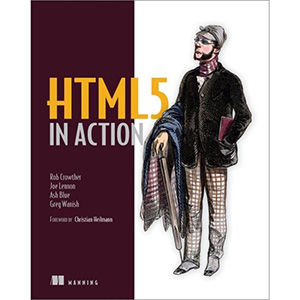 HTML5
IN ACTION
Rob Crowther
Joe Lennon
Ash Blue
Greg Wanish
FOREWORD BY Christian Heilmann
MANNING